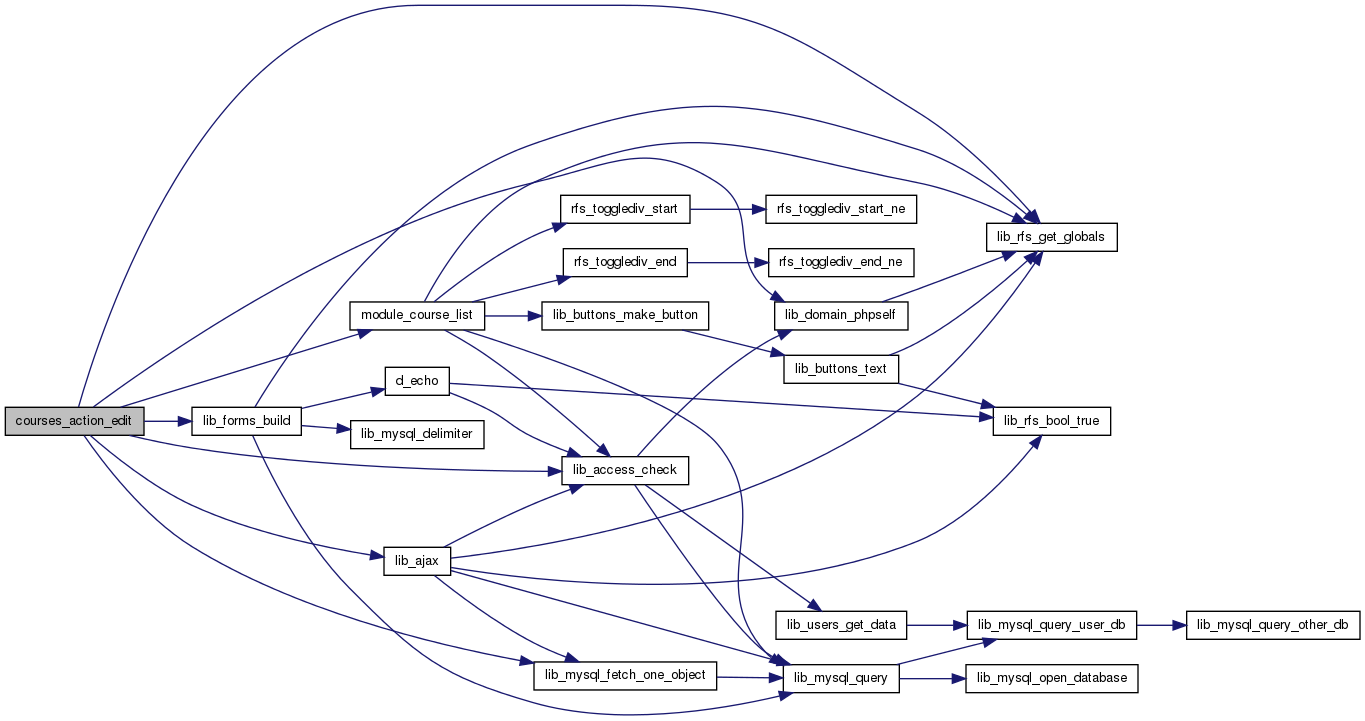 courses_action_edit
lib_forms_build
module_course_list
d_echo
lib_mysql_delimiter
lib_ajax
rfs_togglediv_start
rfs_togglediv_end
lib_buttons_make_button
lib_access_check
lib_mysql_fetch_one_object
rfs_togglediv_start_ne
rfs_togglediv_end_ne
lib_domain_phpself
lib_buttons_text
lib_users_get_data
lib_mysql_query
lib_rfs_get_globals
lib_rfs_bool_true
lib_mysql_query_user_db
lib_mysql_open_database
lib_mysql_query_other_db